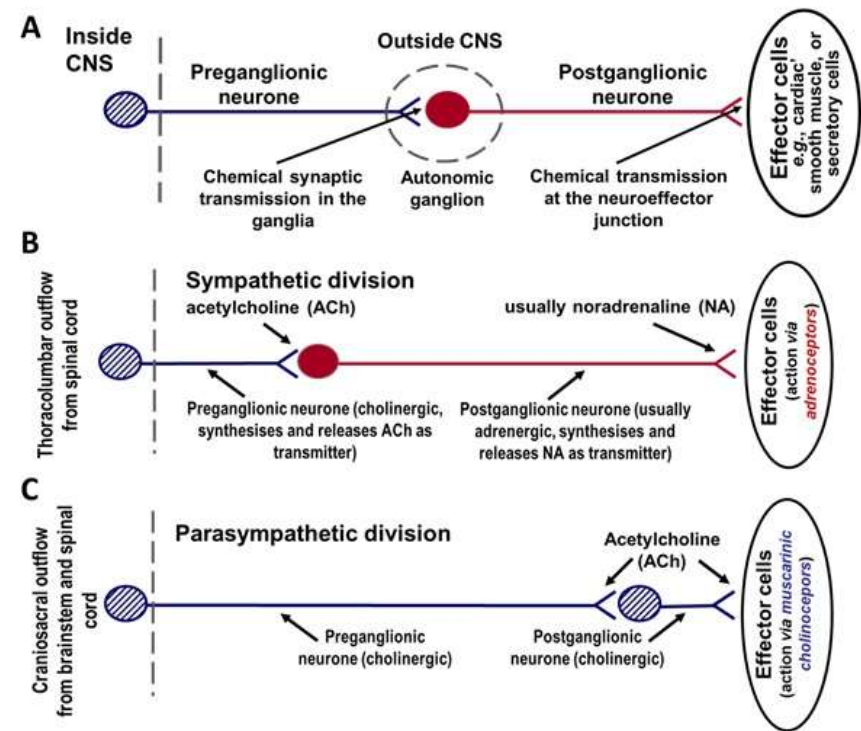 A
Inside
CNS
Outside CNS
Preganglionic
neurone
Postganglionic
neurone
Chemical synaptic
transmission in the
ganglia
Autonomic
ganglion
Chemical transmission
at the neuroeffector
junction
Effector cells
e.g., cardiac'
smooth muscle, or
secretory cells
B
Thoracolumbar outflow
from spinal cord
Sympathetic division
acetylcholine (ACh)
usually noradrenaline (NA)
Preganglionic neurone (cholinergic,
synthesises and releases ACh as
transmitter)
Postganglionic neurone (usually
adrenergic, synthesises and
releases NA as transmitter)
Effector cells
(action via
adrenoceptors)
C
Craniosacral outflow
from brainstem and spinal
cord
Parasympathetic division
Acetylcholine
(ACh)
Preganglionic
neurone (cholinergic)
Postganglionic
neurone (cholinergic)
Effector cells
(action via muscarinic
cholinocepors)